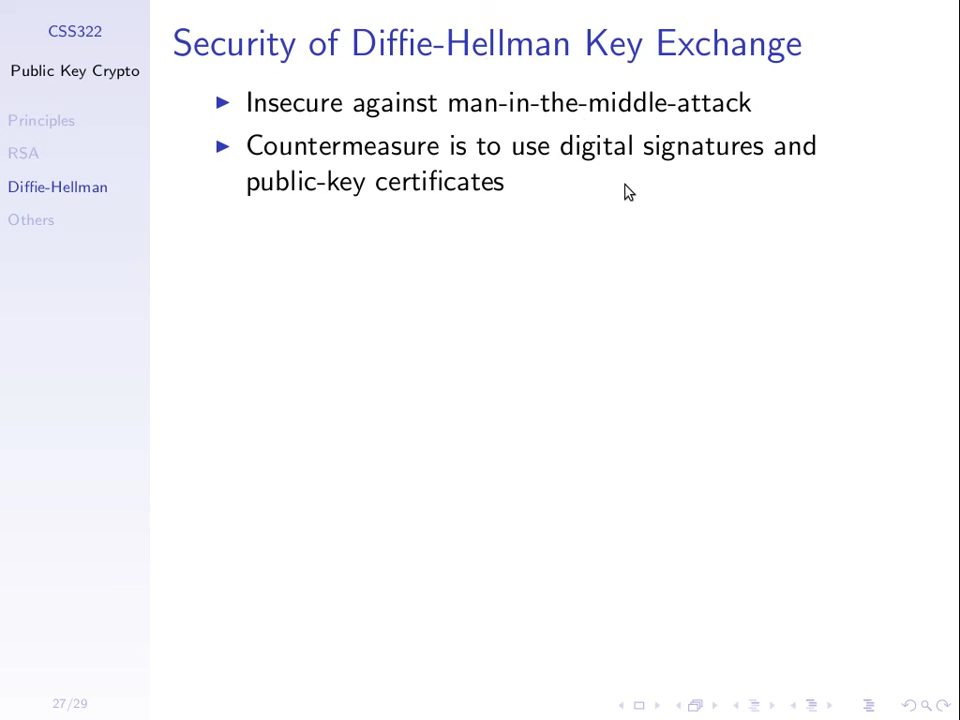 CSS322
Public Key Crypto
Principles
RSA
Diffie-Hellman
Others
27/29
Security of Diffie-Hellman Key Exchange
Insecure against man-in-the-middle-attack
Countermeasure is to use digital signatures and
public-key certificates